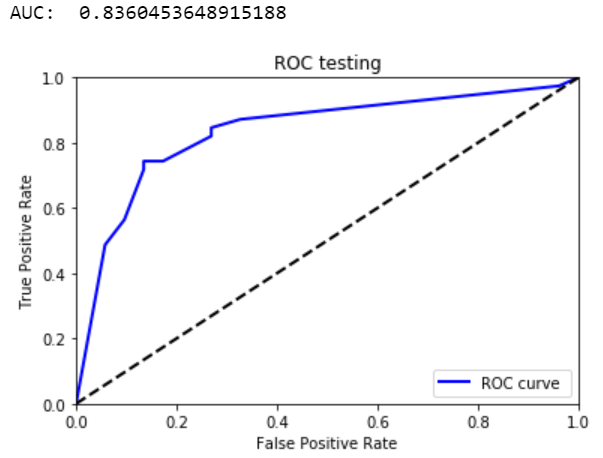 AUC:  0.8360453648915188
ROC testing
1.0
0.8
0.6
0.4
0.2
0.0
True Positive Rate
ROC curve
0.0 0.2 0.4 0.6 0.8 1.0
False Positive Rate